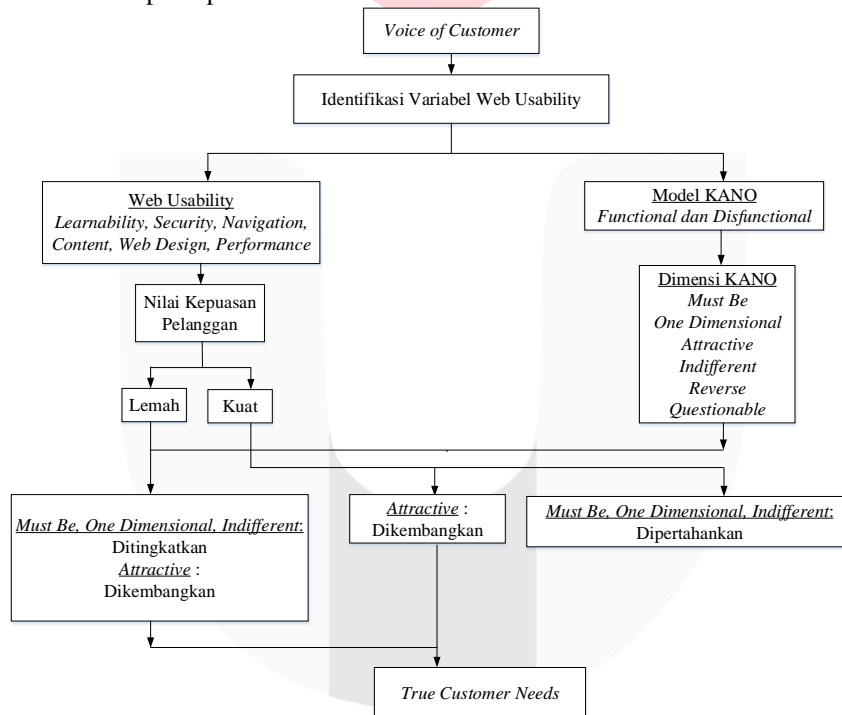 Voice of Customer
Identifikasi Variabel Web Usability
Web Usability
Learnability, Security, Navigation,
Content, Web Design, Performance
Model KANO
Functional dan Disfunctional
Nilai Kepuasan
Pelanggan
Dimensi KANO
Must Be
One Dimensional
Attractive
Indifferent
Reverse
Questionable
Lemah
Kuat
Must Be, One Dimensional, Indifferent:
Ditingkatkan
Attractive :
Dikembangkan
Attractive :
Dikembangkan
Must Be, One Dimensional, Indifferent:
Dipertahankan
True Customer Needs